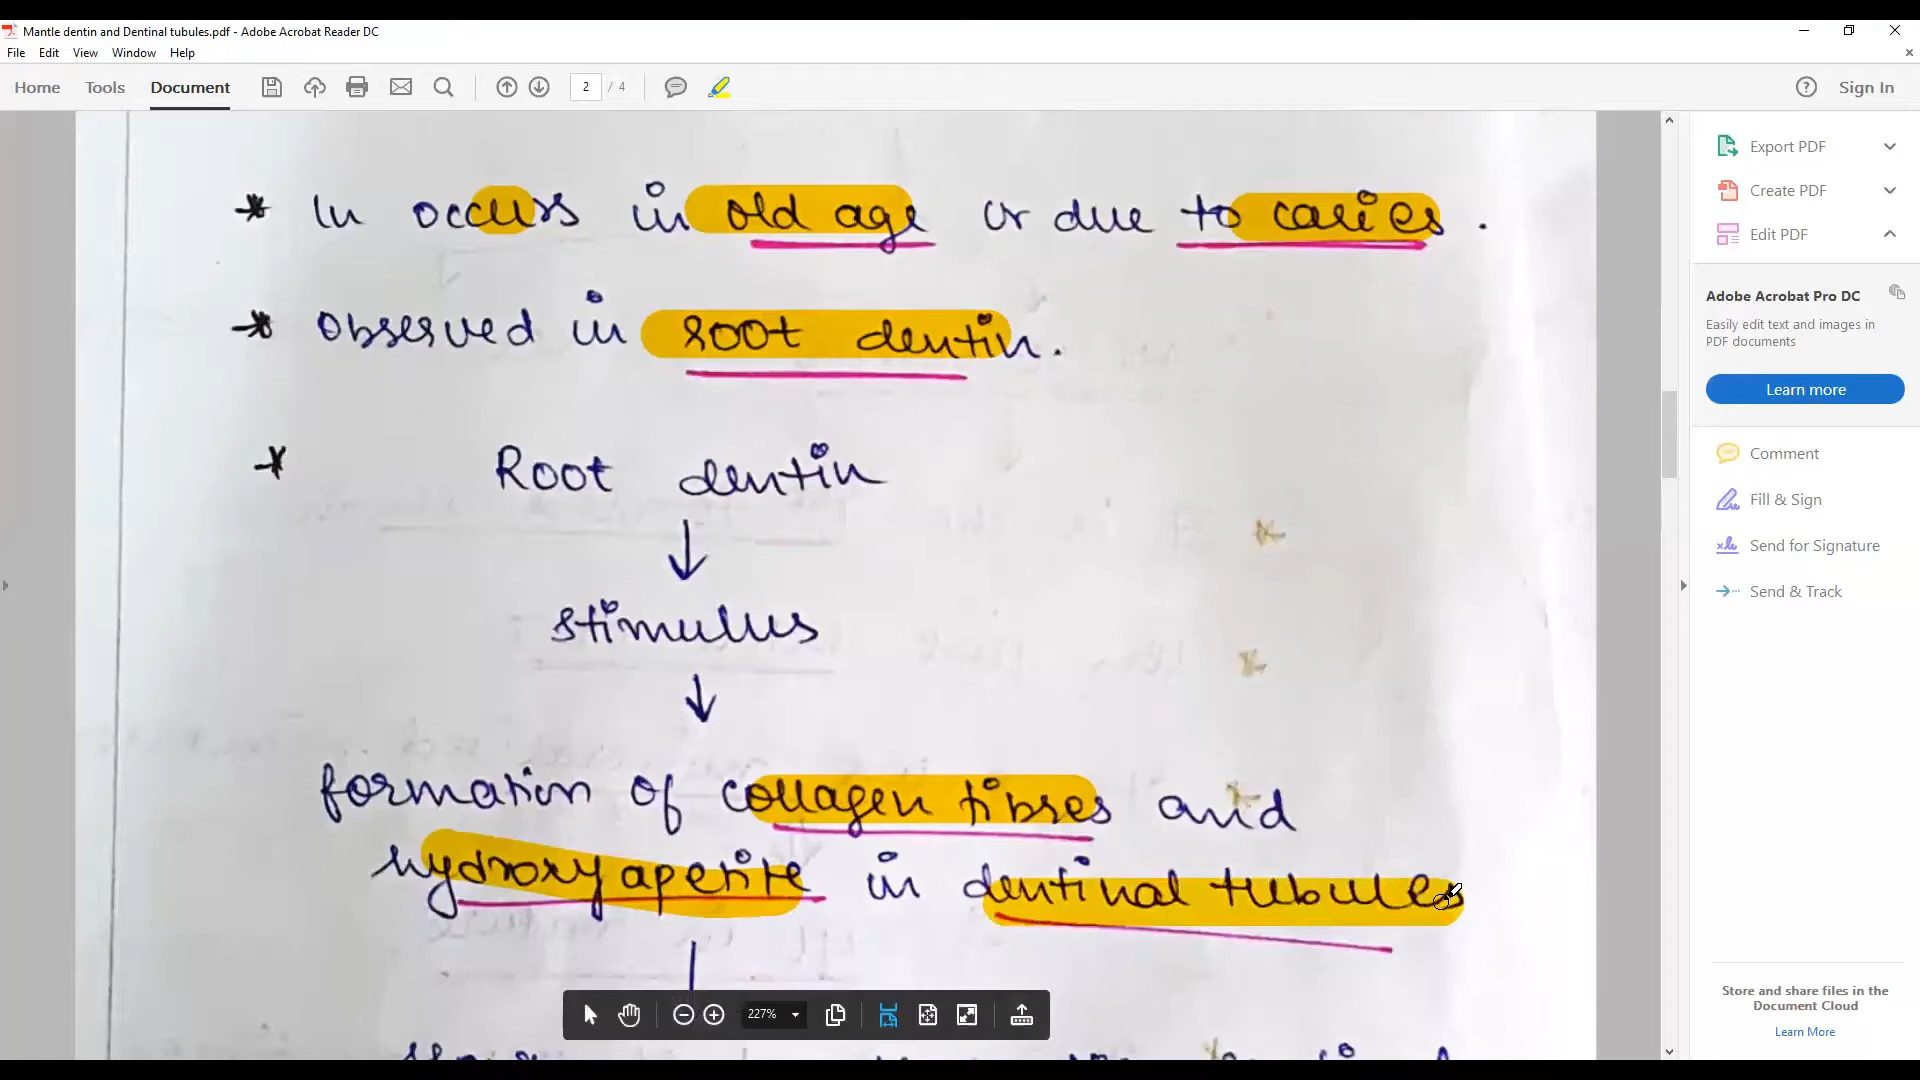 Mantle dentin and Dentinal tubules.pdf - Adobe Acrobat Reader DC
File Edit View Window Help
Home Tools Document 2 / 4 Sign In
* In occurs in old age or due to caries .
* Observed in Root dentin.
* Root dentin
↓
Stimulus
↓
formation of collagen fibres and
hydroxyapetite in dentinal tubules
227%
Export PDF
Create PDF
Edit PDF
Adobe Acrobat Pro DC
Easily edit text and images in
PDF documents
Learn more
Comment
Fill & Sign
Send for Signature
Send & Track
Store and share files in the
Document Cloud
Learn More